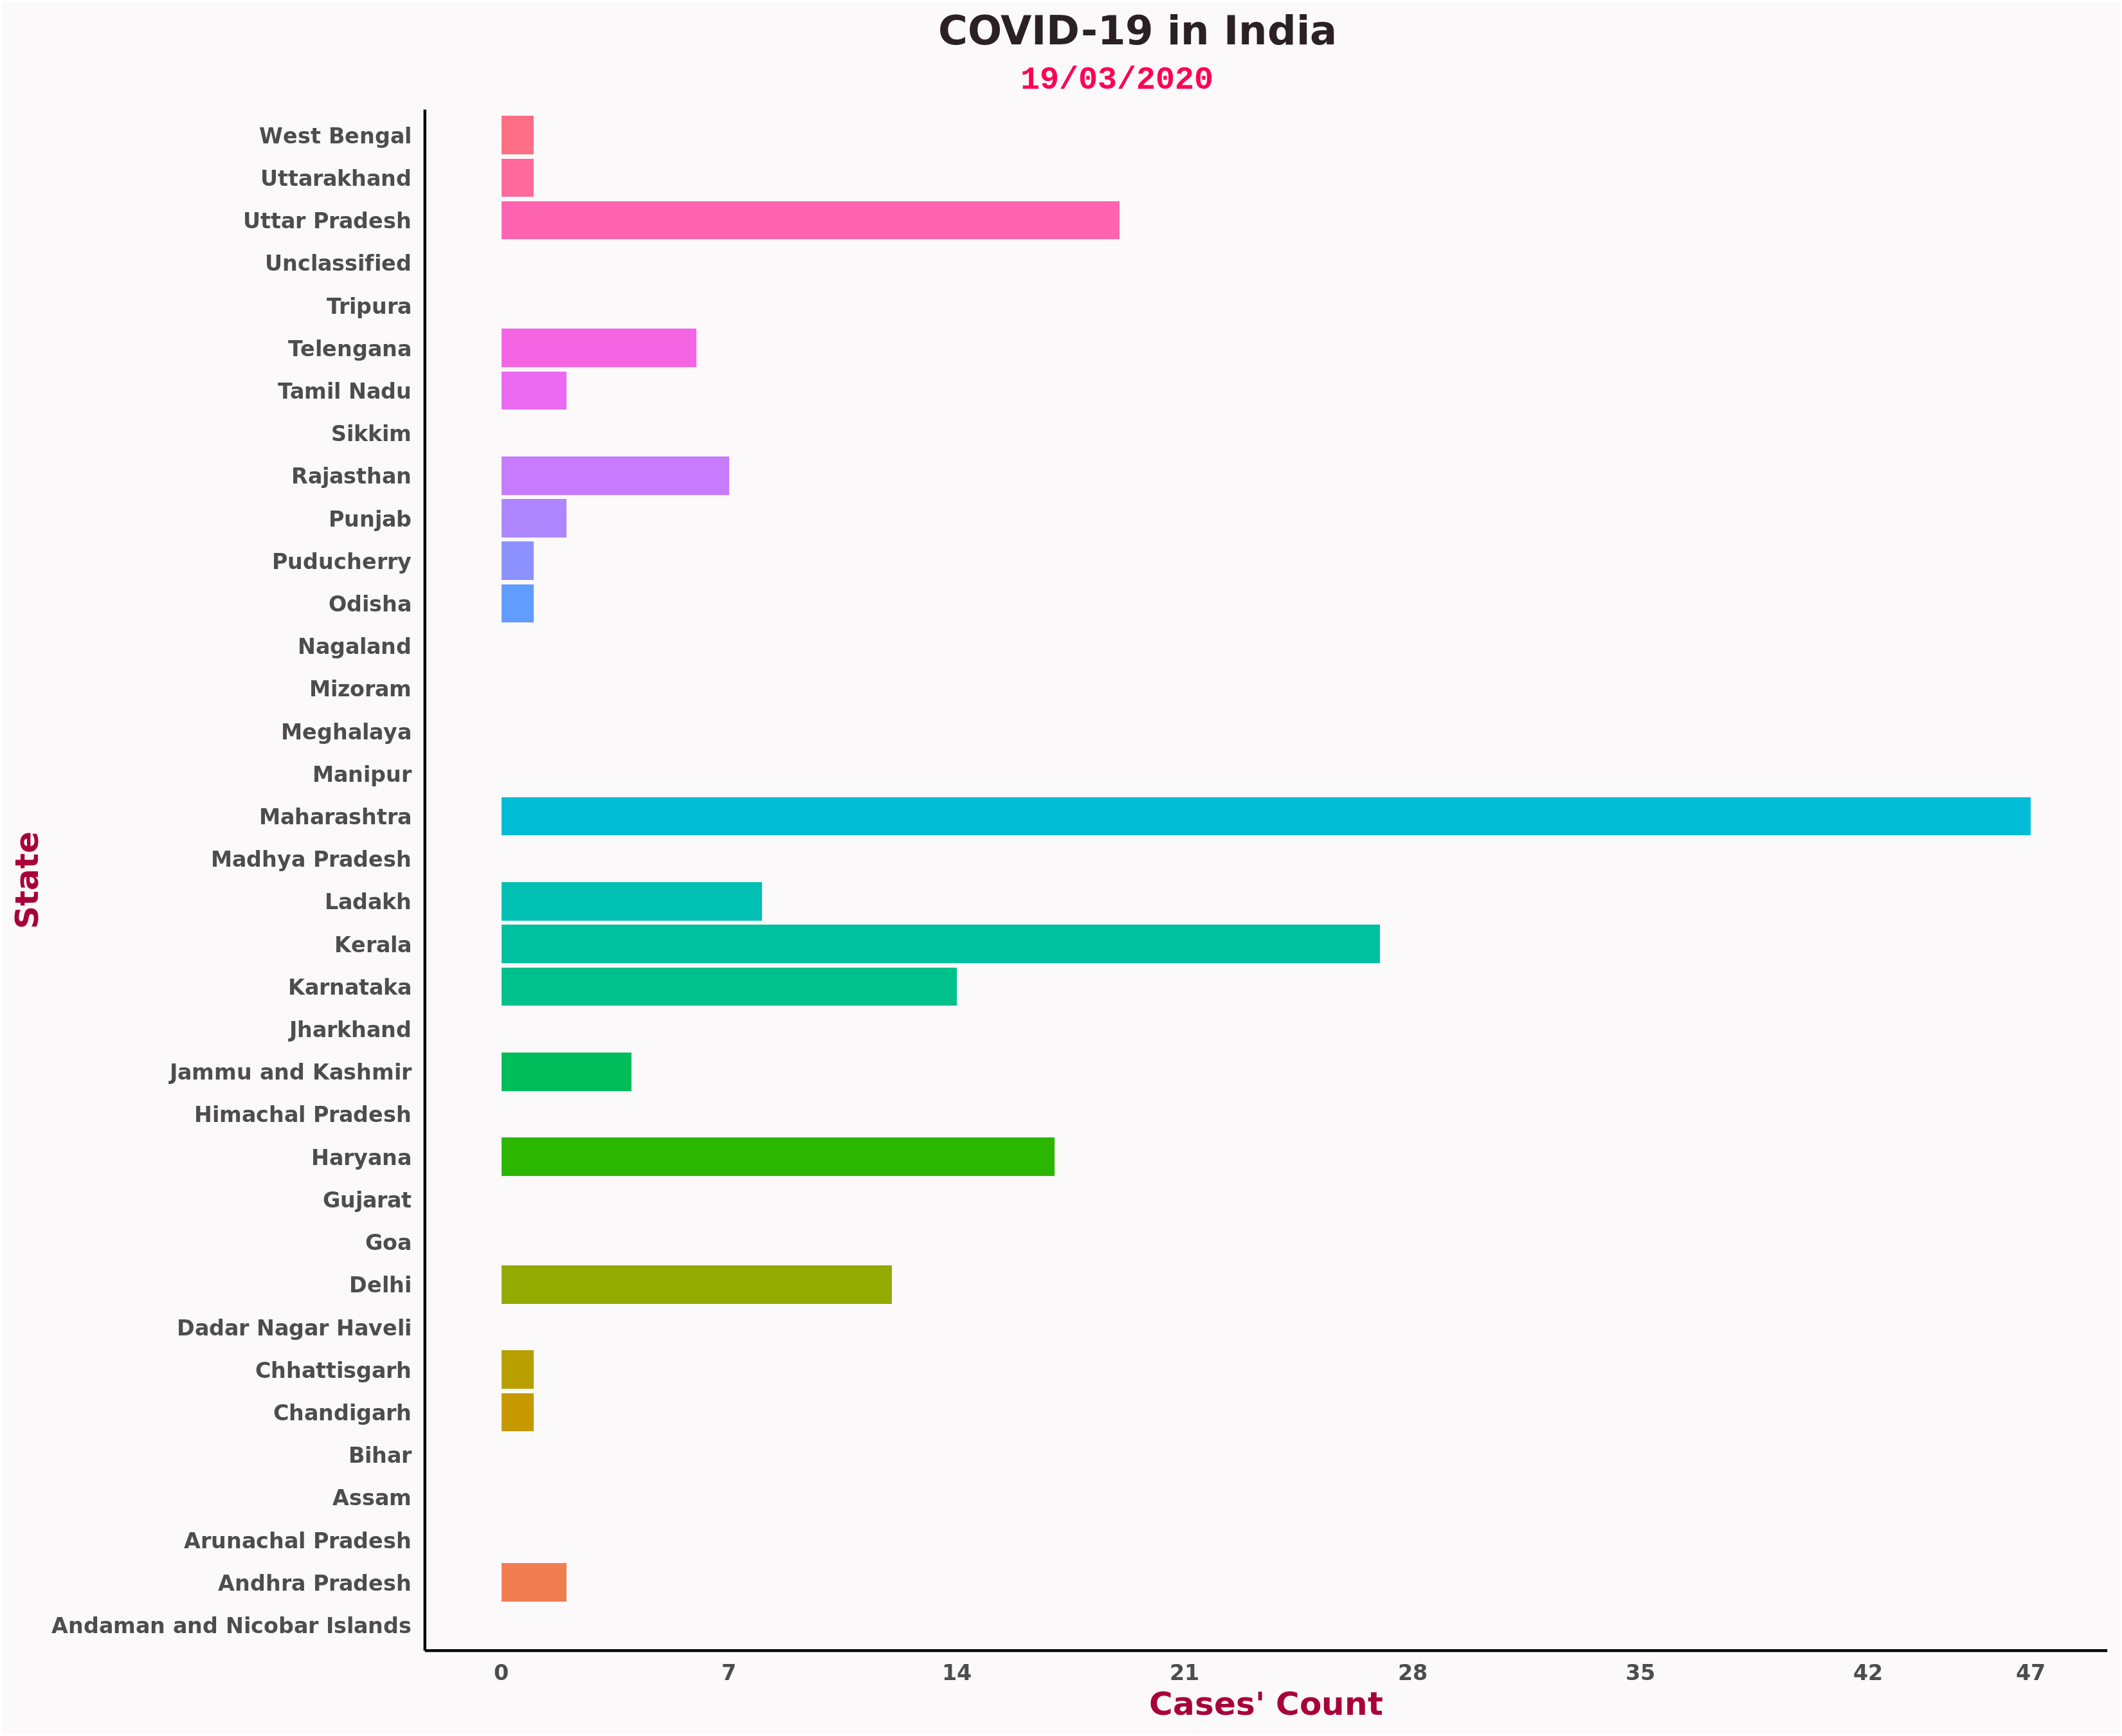 COVID-19 in India
19/03/2020
State
West Bengal
Uttarakhand
Uttar Pradesh
Unclassified
Tripura
Telengana
Tamil Nadu
Sikkim
Rajasthan
Punjab
Puducherry
Odisha
Nagaland
Mizoram
Meghalaya
Manipur
Maharashtra
Madhya Pradesh
Ladakh
Kerala
Karnataka
Jharkhand
Jammu and Kashmir
Himachal Pradesh
Haryana
Gujarat
Goa
Delhi
Dadar Nagar Haveli
Chhattisgarh
Chandigarh
Bihar
Assam
Arunachal Pradesh
Andhra Pradesh
Andaman and Nicobar Islands
0 7 14 21 28 35 42 47
Cases' Count